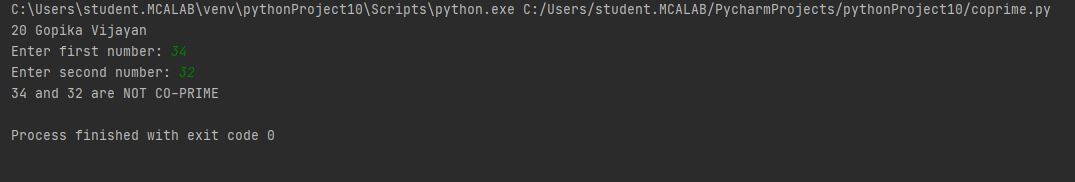 C:\Users\student.MCALAB\venv\pythonProject10\Scripts\python.exe C:/Users/student.MCALAB/PycharmProjects/pythonProject10/coprime.py
20 Gopika Vijayan
Enter first number: 34
Enter second number: 32
34 and 32 are NOT CO-PRIME
Process finished with exit code 0